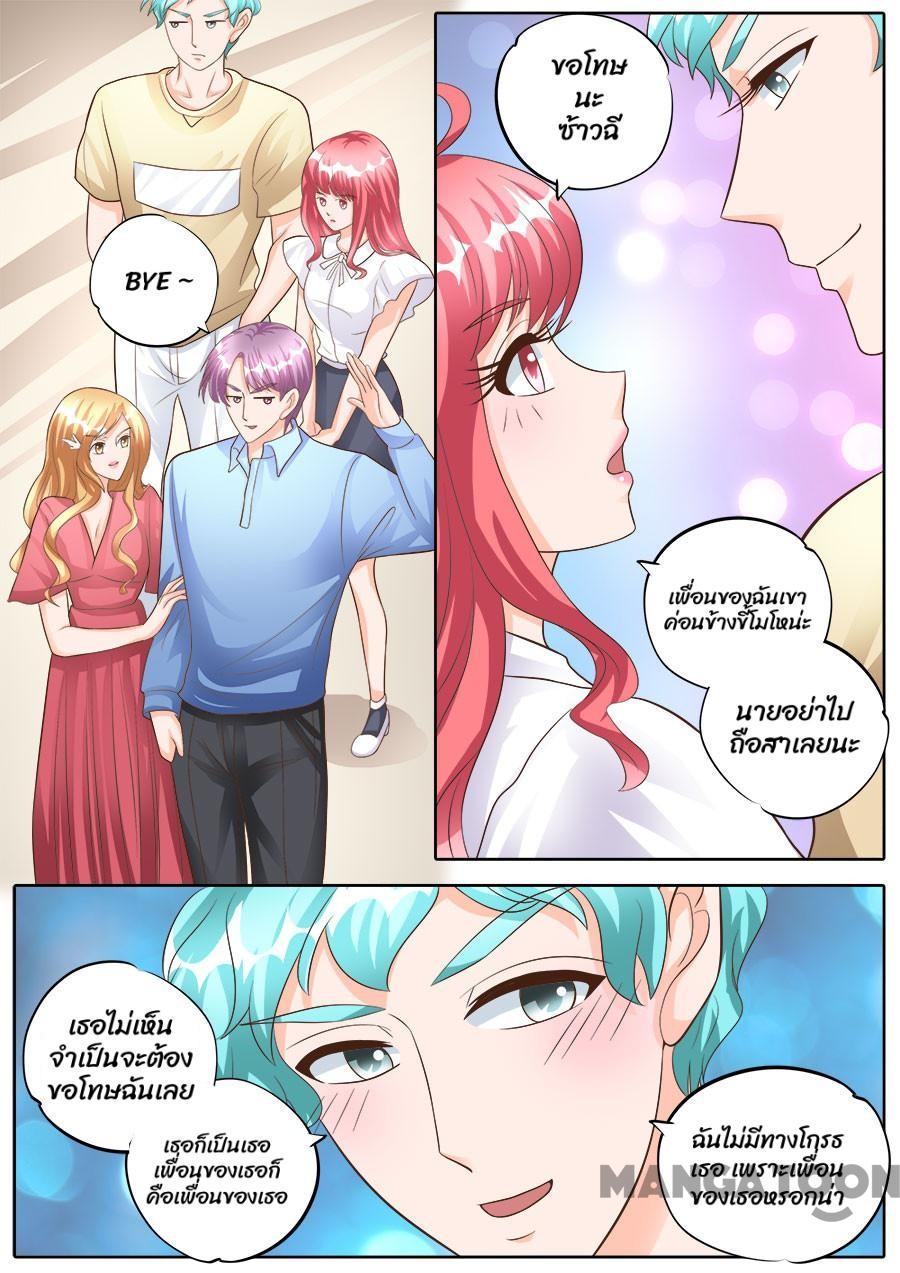 BYE ~
ขอโทษ
นะ
ซ้าวฉี
เพื่อนของฉันเขา
ค่อนข้างขี้โมโหน่ะ
นายอย่าไป
ถือสาเลยนะ
เธอไม่เห็น
จำเป็นจะต้อง
ขอโทษฉันเลย
เธอก็เป็นเธอ
เพื่อนของเธอก็
คือเพื่อนของเธอ
ฉันไม่มีทางโกรธ
เธอ เพราะเพื่อน
ของเธอหรอกน่า
MANGATOON